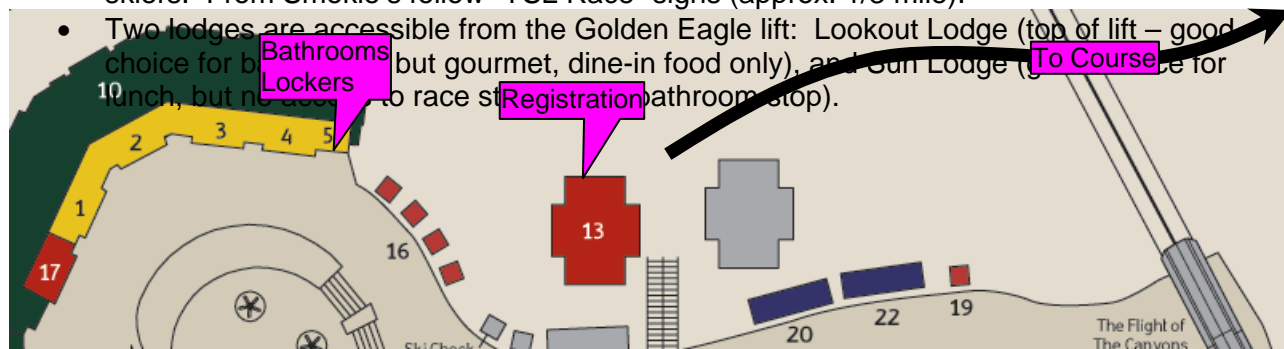 skiers. From Smokie's follow "YSL Race" signs (approx. 1/8 mile).
• Two lodges are accessible from the Golden Eagle lift: Lookout Lodge (top of lift – good
choice for b but gourmet, dine-in food only), and Sun Lodge (g ce for
lunch, but no access to race st bathroom stop).
Bathrooms
Lockers
To Course
Registration
10
2
3
4
5
1
17
16
13
20
22
19
Ski Check
The Flight of
The Canyons